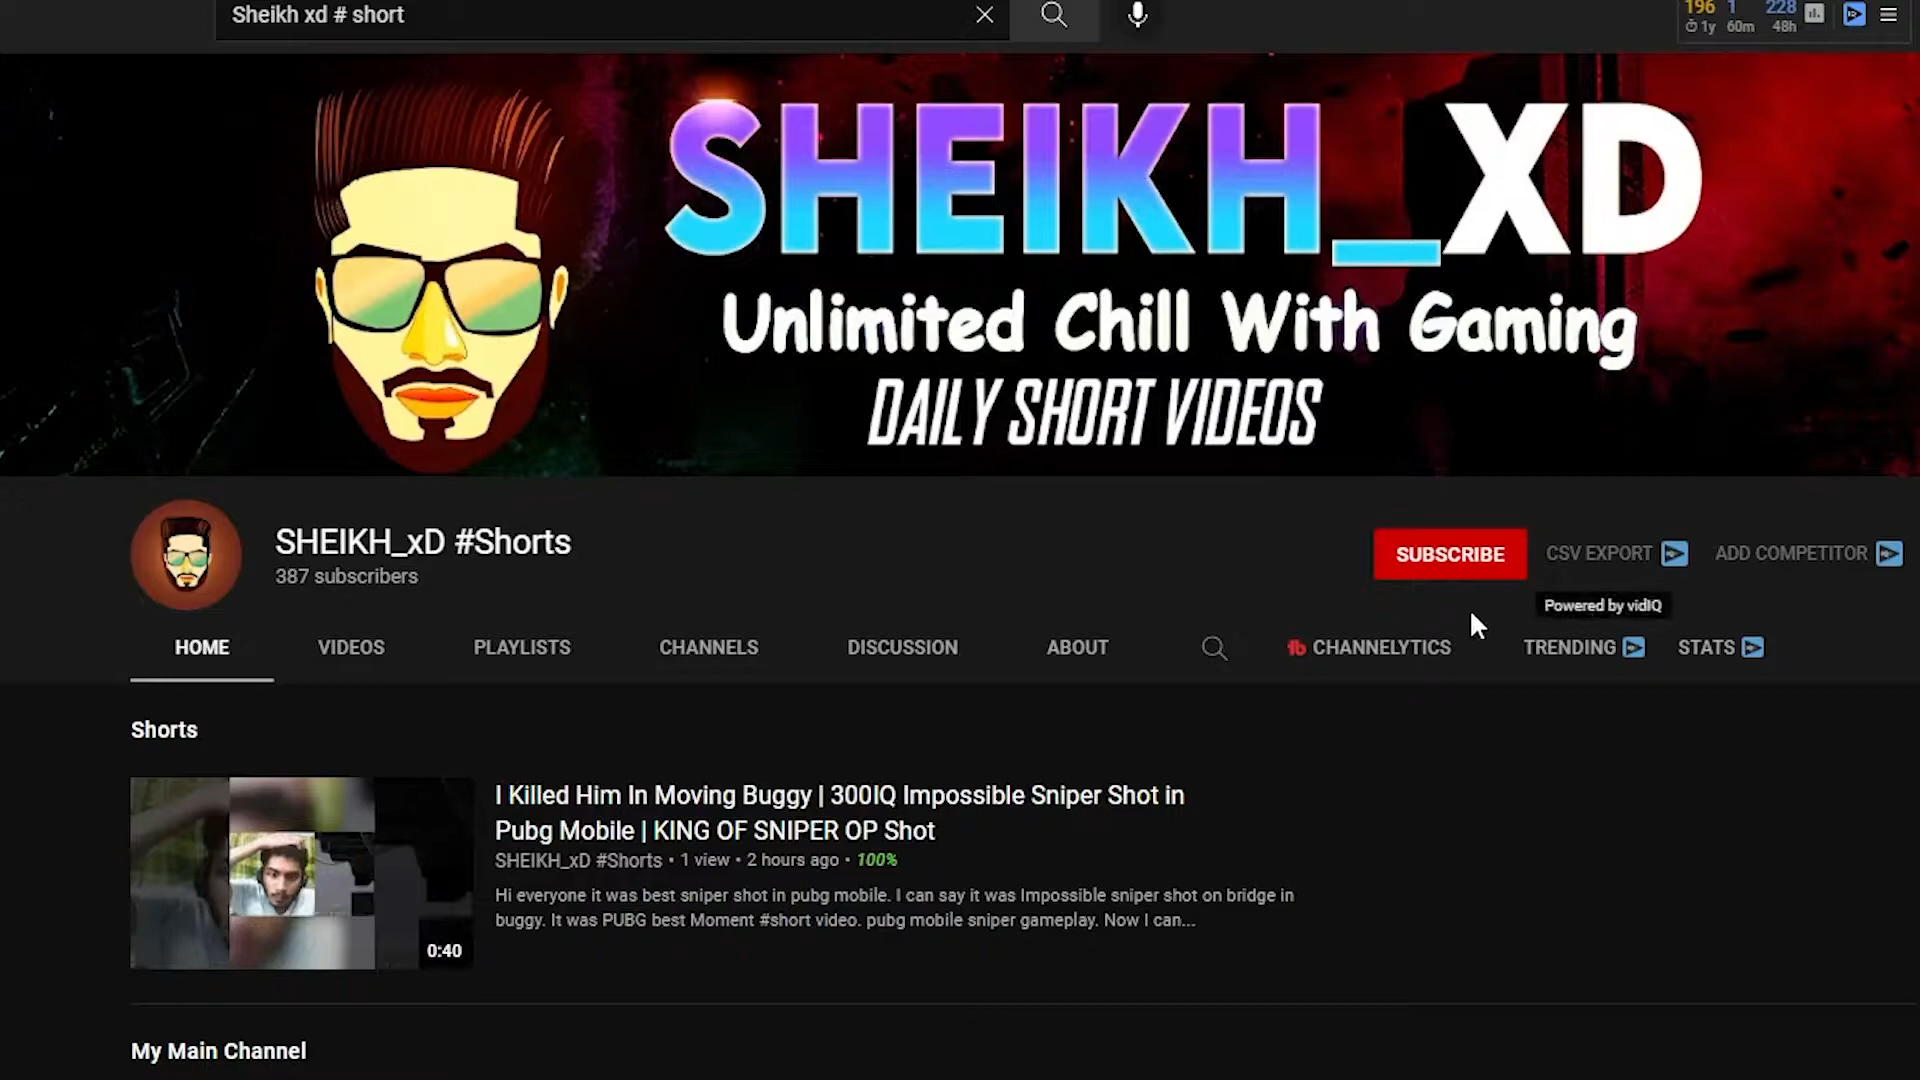 Sheikh xd # short
196 1 228
1y 60m 48h
SHEIKH_XD
Unlimited Chill With Gaming
DAILY SHORT VIDEOS
SHEIKH_xD #Shorts
387 subscribers
SUBSCRIBE
CSV EXPORT
ADD COMPETITOR
Powered by vidIQ
HOME
VIDEOS
PLAYLISTS
CHANNELS
DISCUSSION
ABOUT
tb CHANNELYTICS
TRENDING
STATS
Shorts
I Killed Him In Moving Buggy | 300IQ Impossible Sniper Shot in
Pubg Mobile | KING OF SNIPER OP Shot
SHEIKH_xD #Shorts • 1 view • 2 hours ago • 100%
Hi everyone it was best sniper shot in pubg mobile. I can say it was Impossible sniper shot on bridge in
buggy. It was PUBG best Moment #short video. pubg mobile sniper gameplay. Now I can...
0:40
My Main Channel